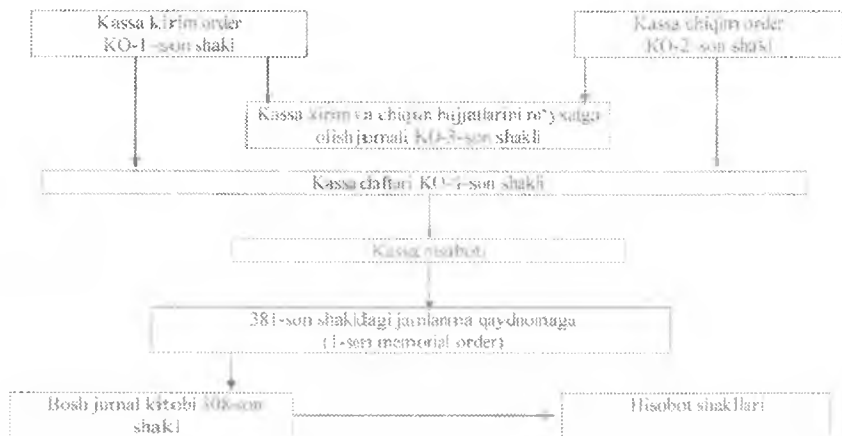 Kassa kirim order
KO-1-son shakli
Kassa chiqim order
KO-2-son shakl
Kassa kirim va chiqim hujjatlarini ro'yxatga
olish jurnali KO-3-son shakli
Kassa daftari KO-4-son shakli
Kassa hisoboti
381-son shakldagi jamlanma qaydnomaga
(1-son memorial order)
Bosh jurnal kitobi 308-son
shakl
Hisobot shakllari